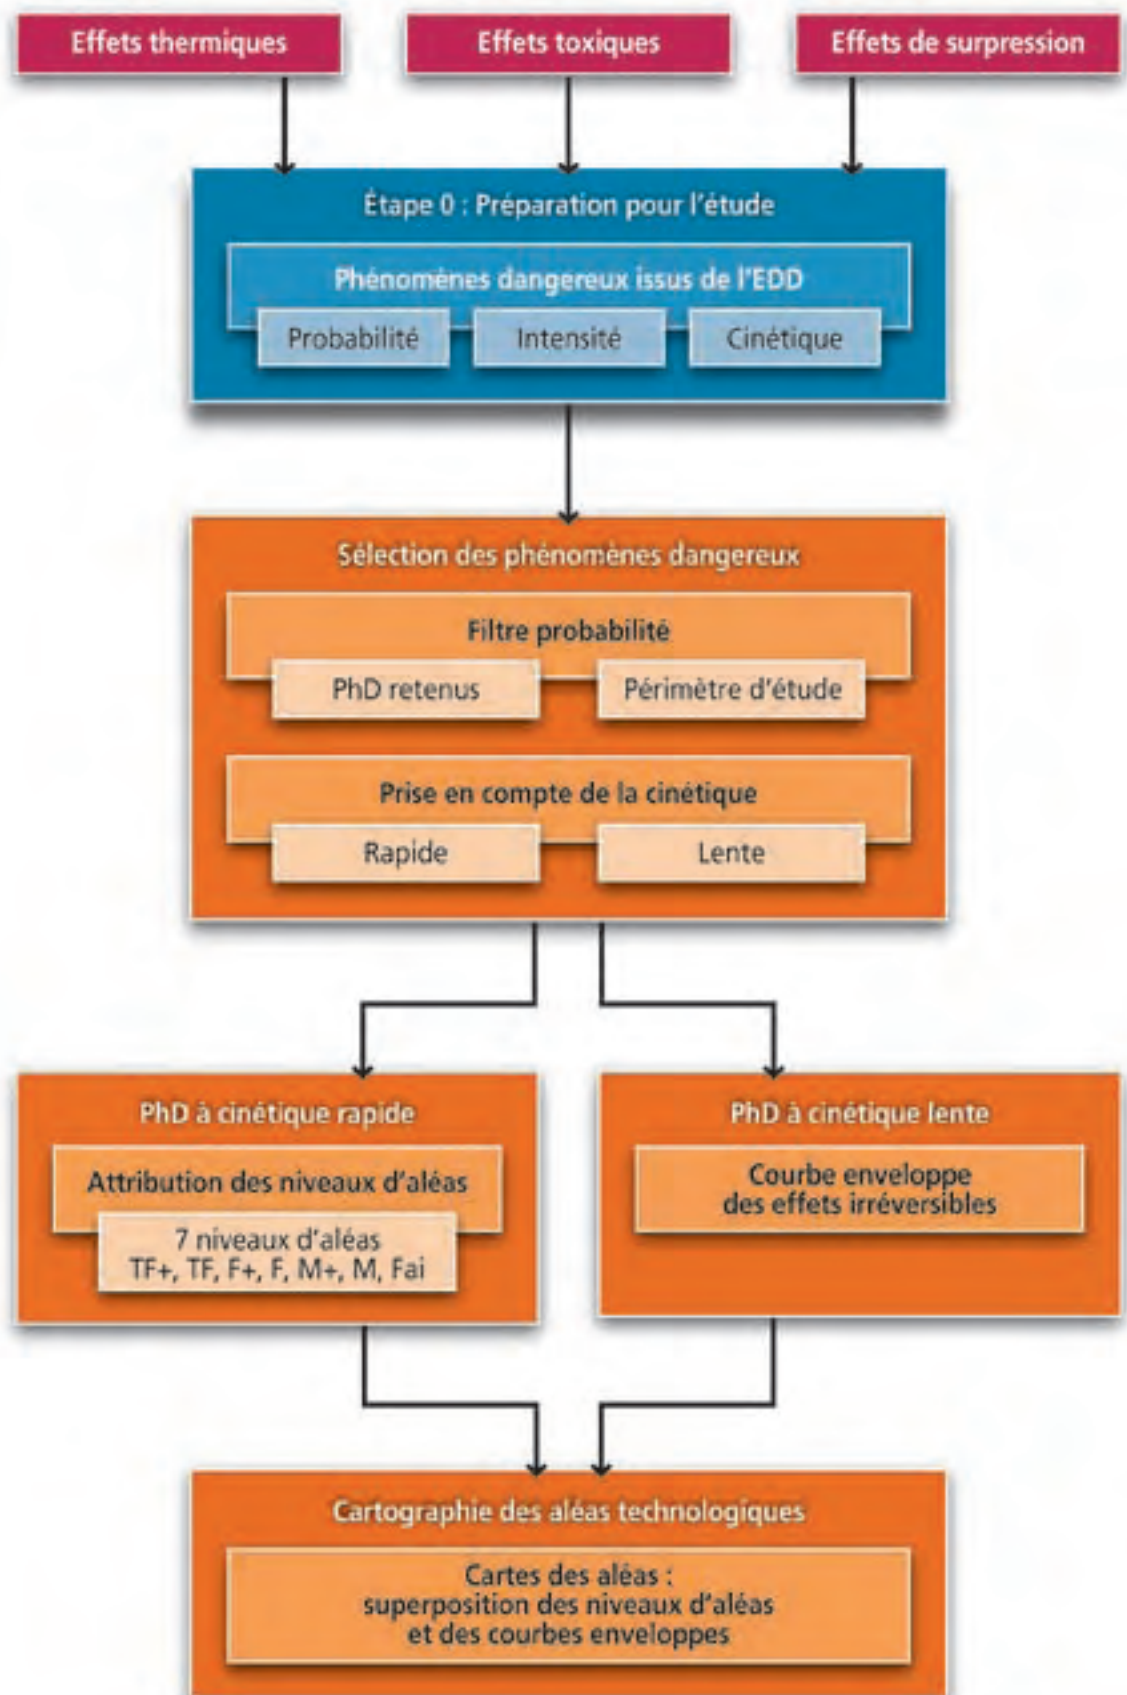 Effets thermiques
Effets toxiques
Effets de surpression
Étape 0 : Préparation pour l'étude
Phénomènes dangereux issus de l'EDD
Probabilité
Intensité
Cinétique
Sélection des phénomènes dangereux
Filtre probabilité
PhD retenus
Périmètre d'étude
Prise en compte de la cinétique
Rapide
Lente
PhD à cinétique rapide
Attribution des niveaux d'aléas
7 niveaux d'aléas
TF+, TF, F+, F, M+, M, Fai
PhD à cinétique lente
Courbe enveloppe
des effets irréversibles
Cartographie des aléas technologiques
Cartes des aléas :
superposition des niveaux d'aléas
et des courbes enveloppes